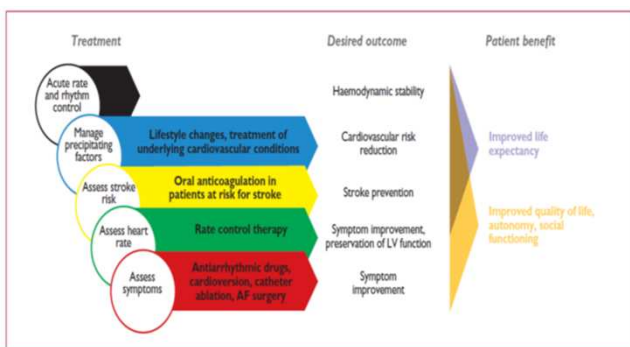 Treatment
Desired outcome
Patient benefit
Acute rate
and rhythm
control
Haemodynamic stability
Manage
precipitating
factors
Lifestyle changes, treatment of
underlying cardiovascular conditions
Cardiovascular risk
reduction
Improved life
expectancy
Assess stroke
risk
Oral anticoagulation in
patients at risk for stroke
Stroke prevention
Assess heart
rate
Rate control therapy
Symptom improvement,
preservation of LV function
Improved quality of life,
autonomy, social
functioning
Assess
symptoms
Antiarrhythmic drugs,
cardioversion, catheter
ablation, AF surgery
Symptom
improvement